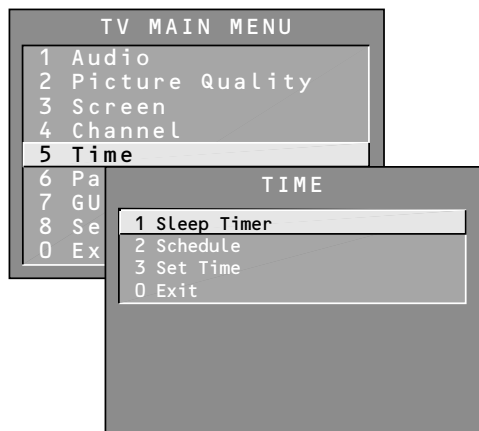 TV MAIN MENU
1 Audio
2 Picture Quality
3 Screen
4 Channel
5 Time
6 Pa
7 GU
8 Se
0 Ex
TIME
1 Sleep Timer
2 Schedule
3 Set Time
0 Exit